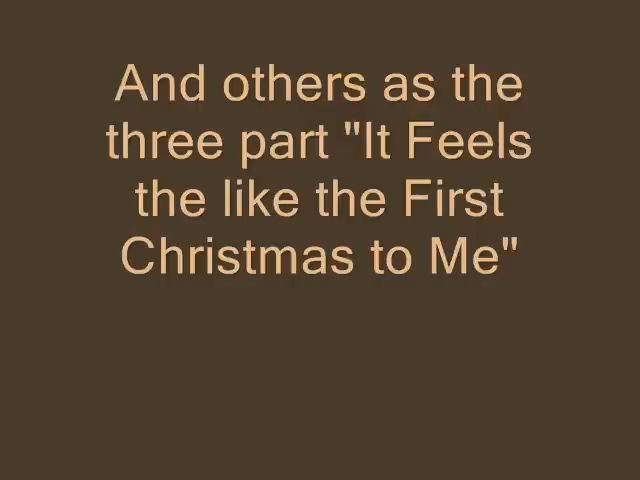 And others as the
three part "It Feels
the like the First
Christmas to Me"